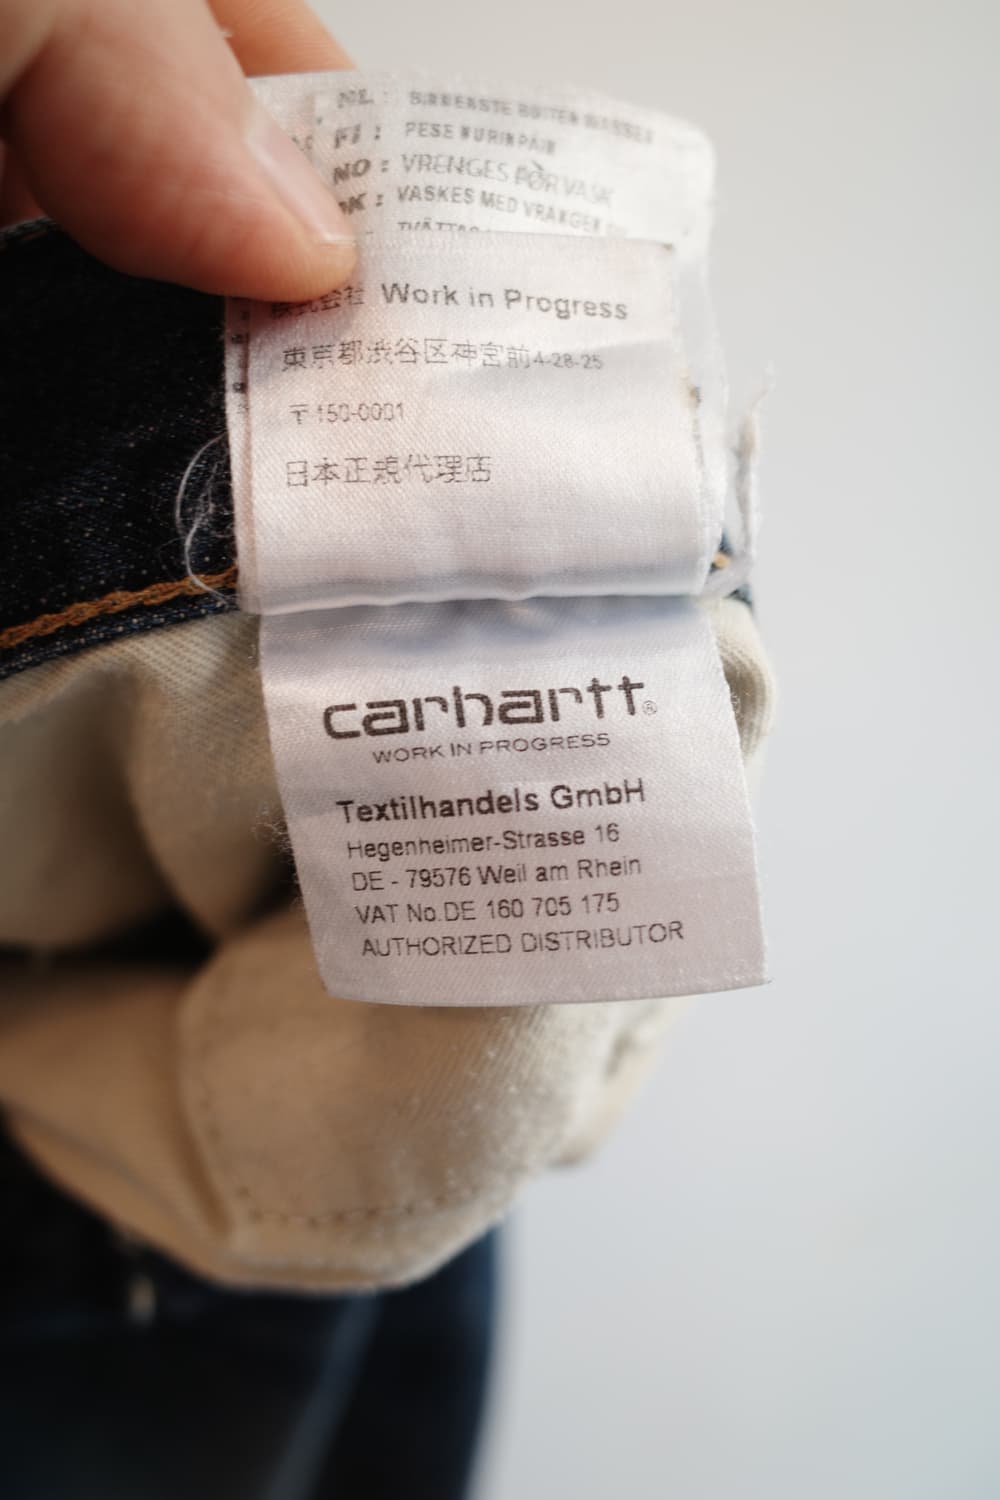 NL : BINNENSTE BUITEN WASSEN
FI : PESE NURINPÄIN
NO : VRENGES FØR VASK
DK : VASKES MED VRANGEN
株式会社 Work in Progress
東京都渋谷区神宮前4-28-25
〒150-0001
日本正規代理店
carhartt®
WORK IN PROGRESS
Textilhandels GmbH
Hegenheimer-Strasse 16
DE - 79576 Weil am Rhein
VAT No.DE 160 705 175
AUTHORIZED DISTRIBUTOR